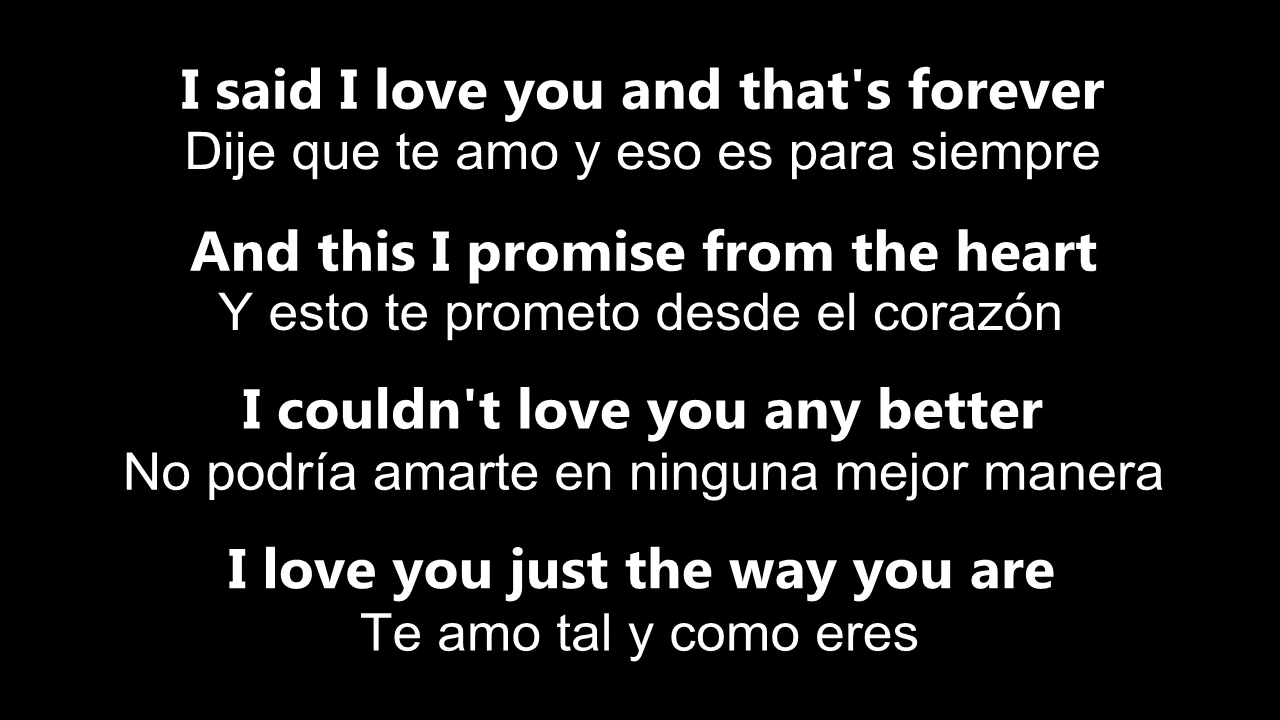 I said I love you and that's forever
Dije que te amo y eso es para siempre
And this I promise from the heart
Y esto te prometo desde el corazón
I couldn't love you any better
No podría amarte en ninguna mejor manera
I love you just the way you are
Te amo tal y como eres